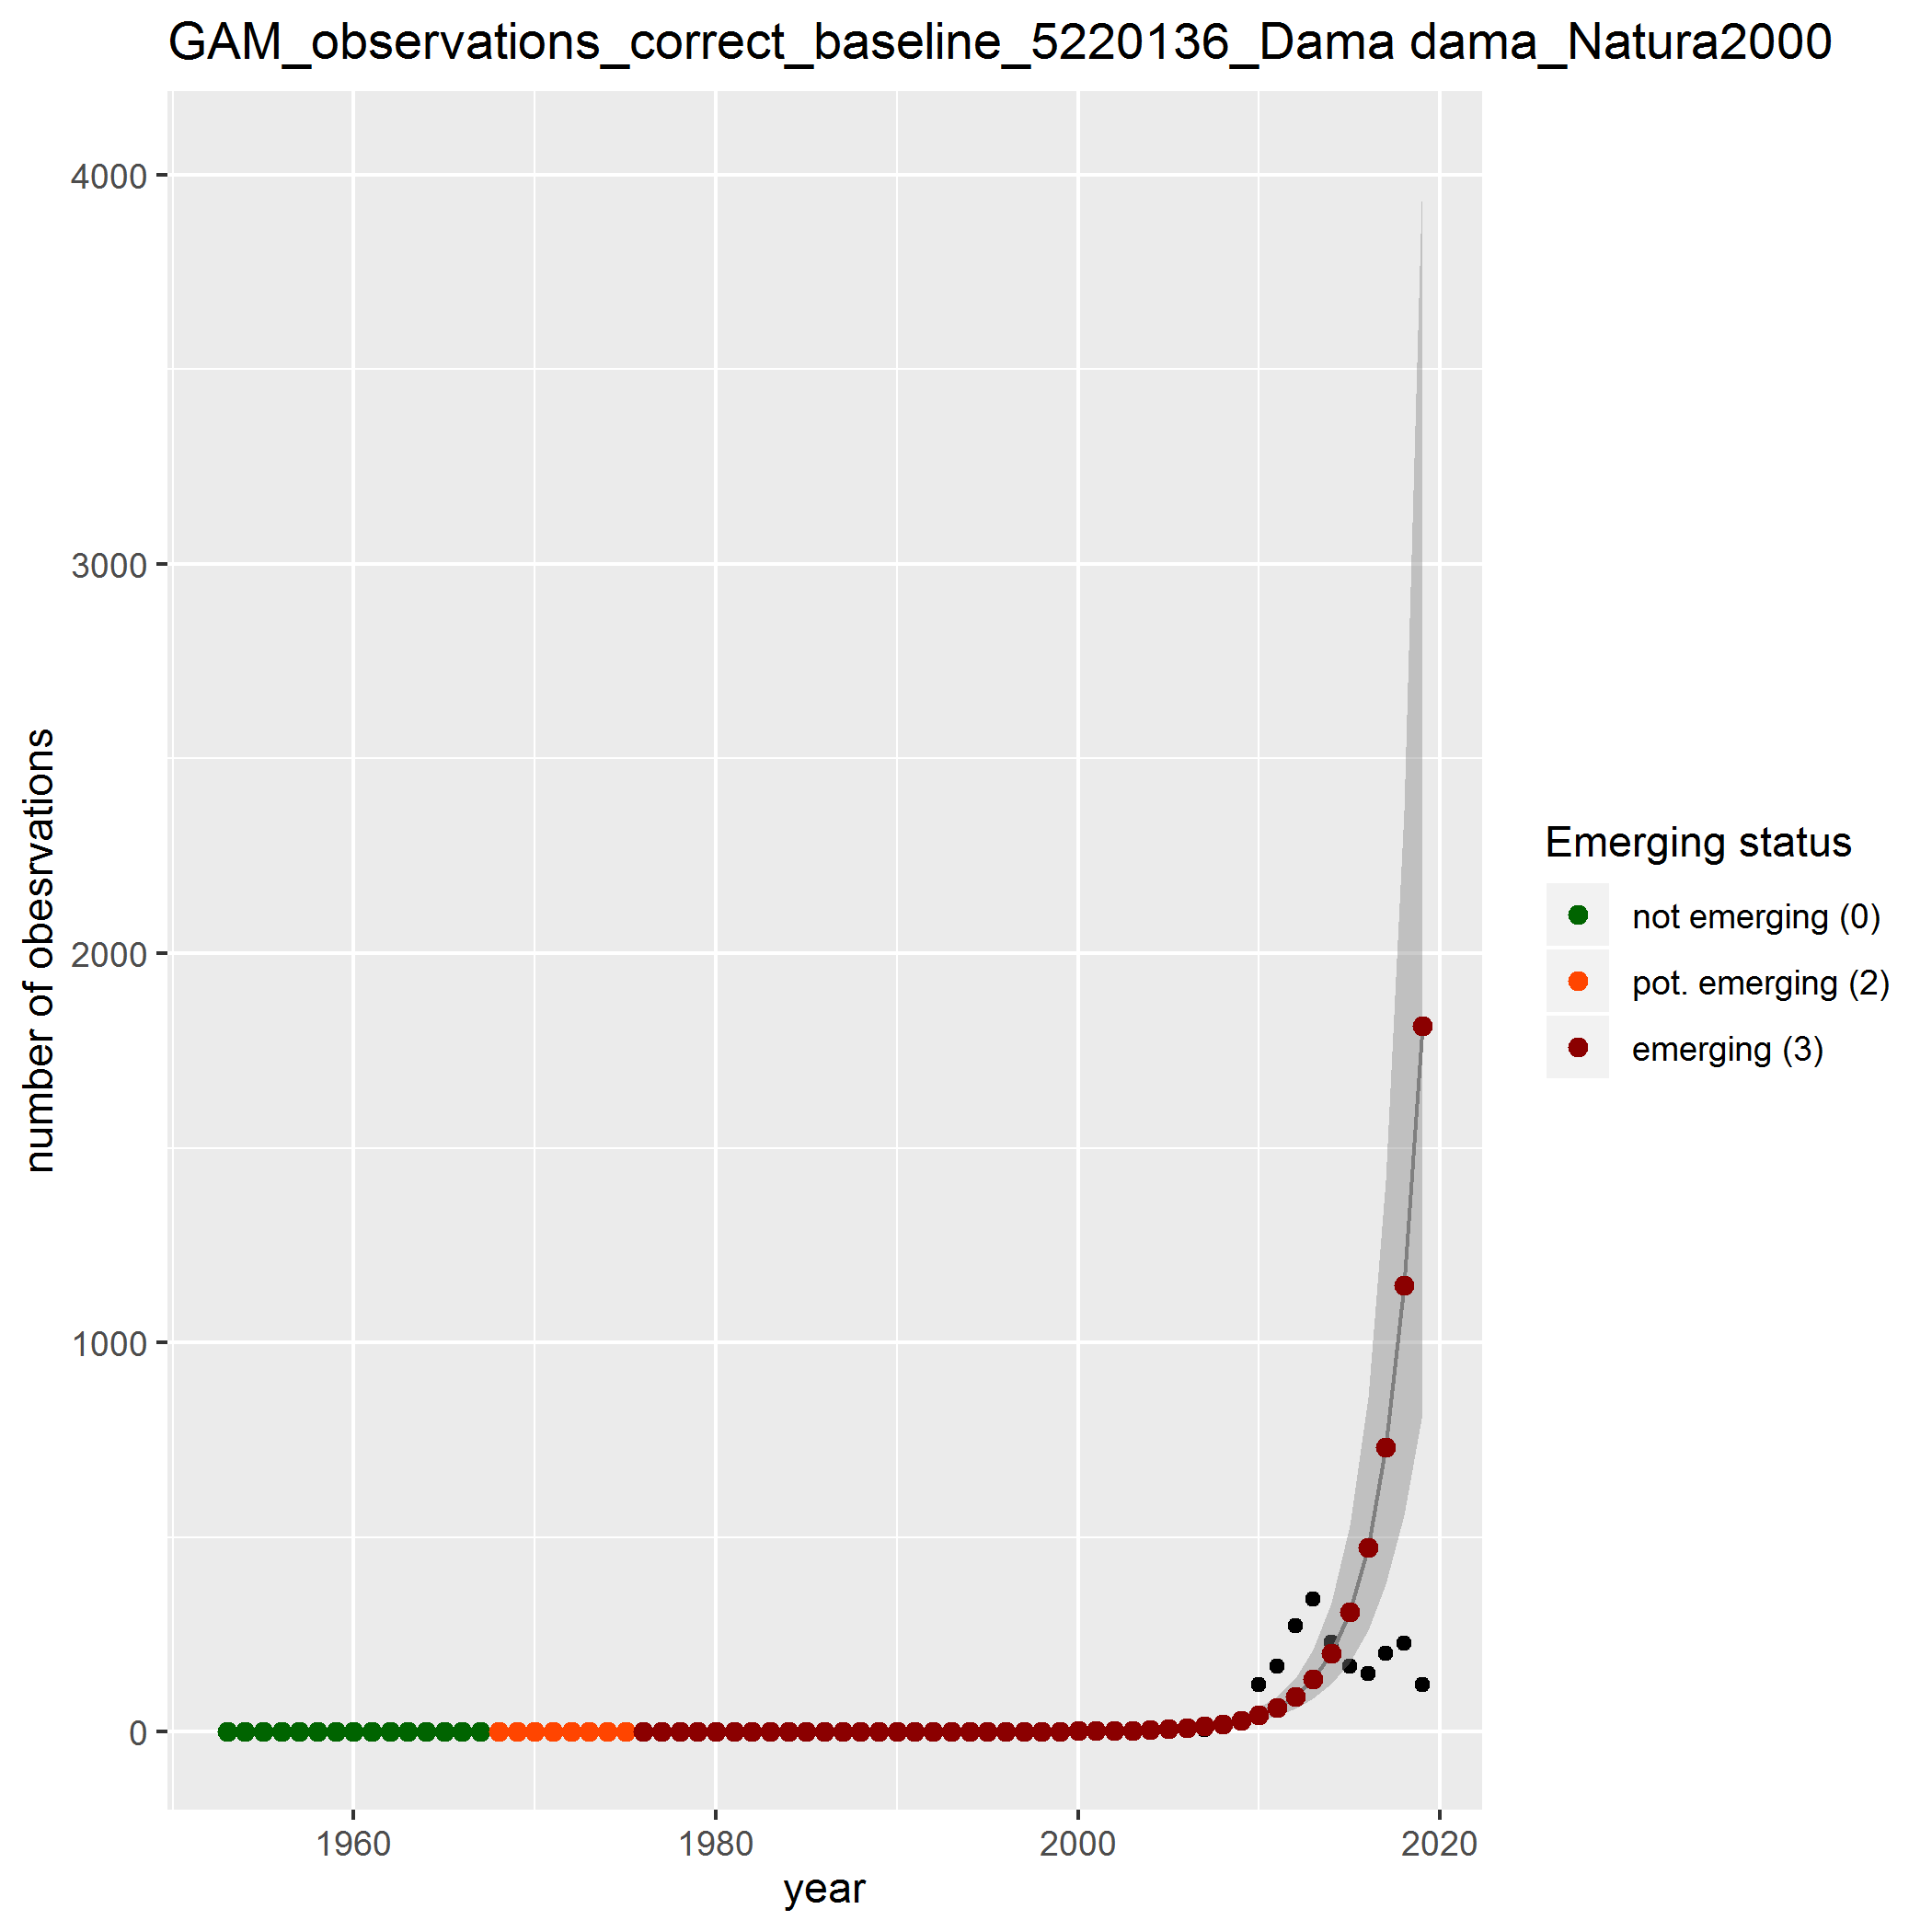 GAM_observations_correct_baseline_5220136_Dama dama_Natura2000
4000
3000
2000
1000
0
number of obesrvations
1960
1980
2000
2020
year
Emerging status
not emerging (0)
pot. emerging (2)
emerging (3)